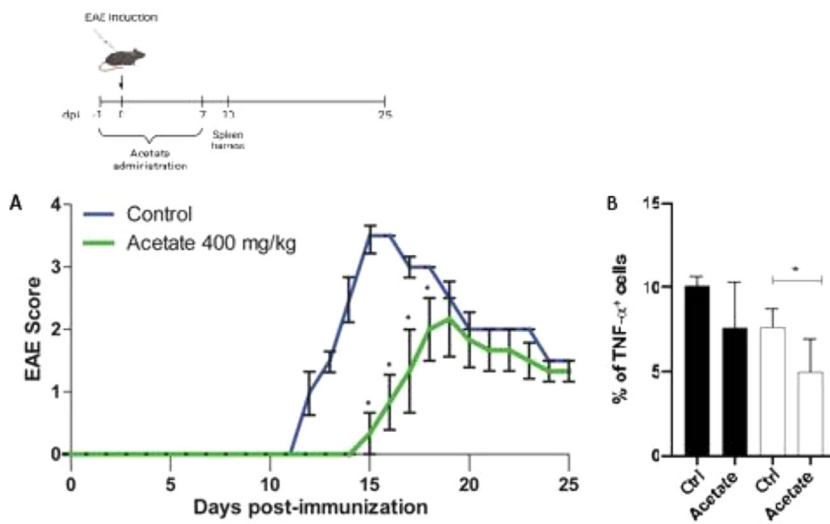 EAE induction
dpi -1 0 7 10 25
Acetate
administration
Spleen
A
4
3
2
1
0
EAE Score
Control
Acetate 400 mg/kg
* * * *
0 5 10 15 20 25
Days post-immunization
B
15
10
5
0
% of TNF-α⁺ cells
*
Ctrl
Acetate
Ctrl
Acetate